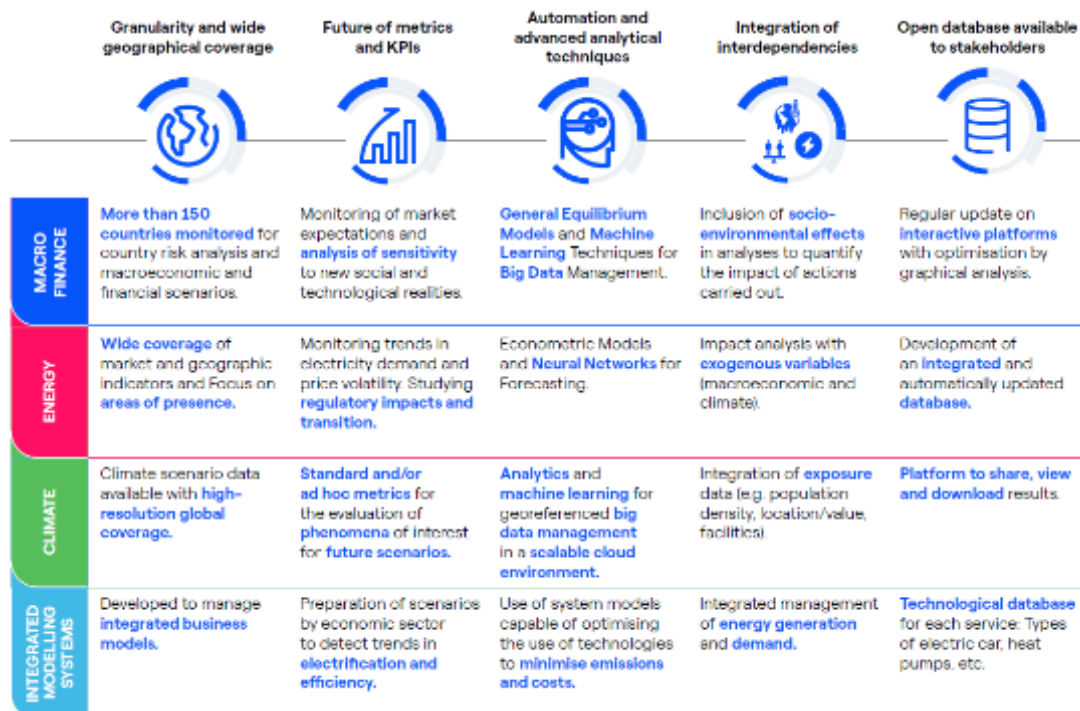 Granularity and wide
geographical coverage
Future of metrics
and KPIs
Automation and
advanced analytical
techniques
Integration of
interdependencies
Open database available
to stakeholders
MACRO
FINANCE
More than 150
countries monitored for
country risk analysis and
macroeconomic and
financial scenarios.
Monitoring of market
expectations and
analysis of sensitivity
to new social and
technological realities.
General Equilibrium
Models and Machine
Learning Techniques for
Big Data Management.
Inclusion of socio-
environmental effects
in analyses to quantify
the impact of actions
carried out.
Regular update on
interactive platforms
with optimisation by
graphical analysis.
ENERGY
Wide coverage of
market and geographic
indicators and Focus on
areas of presence.
Monitoring trends in
electricity demand and
price volatility. Studying
regulatory impacts and
transition.
Econometric Models
and Neural Networks for
Forecasting.
Impact analysis with
exogenous variables
(macroeconomic and
climate).
Development of
an integrated and
automatically updated
database.
CLIMATE
Climate scenario data
available with high-
resolution global
coverage.
Standard and/or
ad hoc metrics for
the evaluation of
phenomena of interest
for future scenarios.
Analytics and
machine learning for
georeferenced big
data management
in a scalable cloud
environment.
Integration of exposure
data (e.g. population
density, location/value,
facilities).
Platform to share, view
and download results.
INTEGRATED
MODELLING
SYSTEMS
Developed to manage
integrated business
models.
Preparation of scenarios
by economic sector
to detect trends in
electrification and
efficiency.
Use of system models
capable of optimising
the use of technologies
to minimise emissions
and costs.
Integrated management
of energy generation
and demand.
Technological database
for each service: Types
of electric car, heat
pumps, etc.